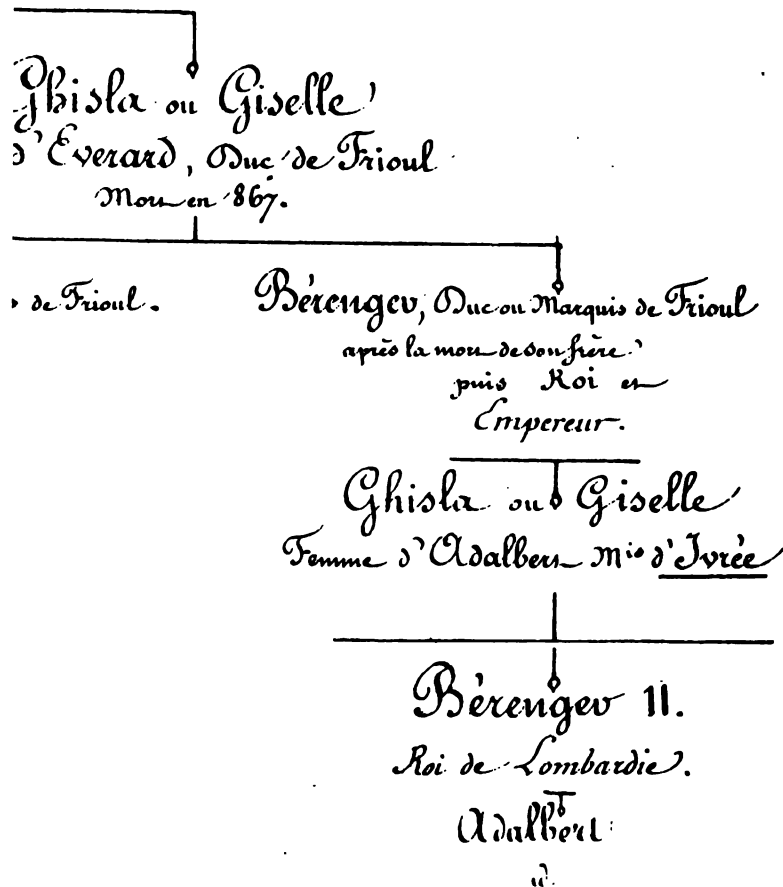 Ghisla ou Giselle
d'Everard, Duc de Frioul
Mort en 867.
de Frioul.
Bérenger, Duc ou Marquis de Frioul
après la mort de son frère
puis Roi et
Empereur.
Ghisla ou Giselle
Femme d'Adalbert Mis d'Ivrée
Bérenger II.
Roi de Lombardie.
Adalbert